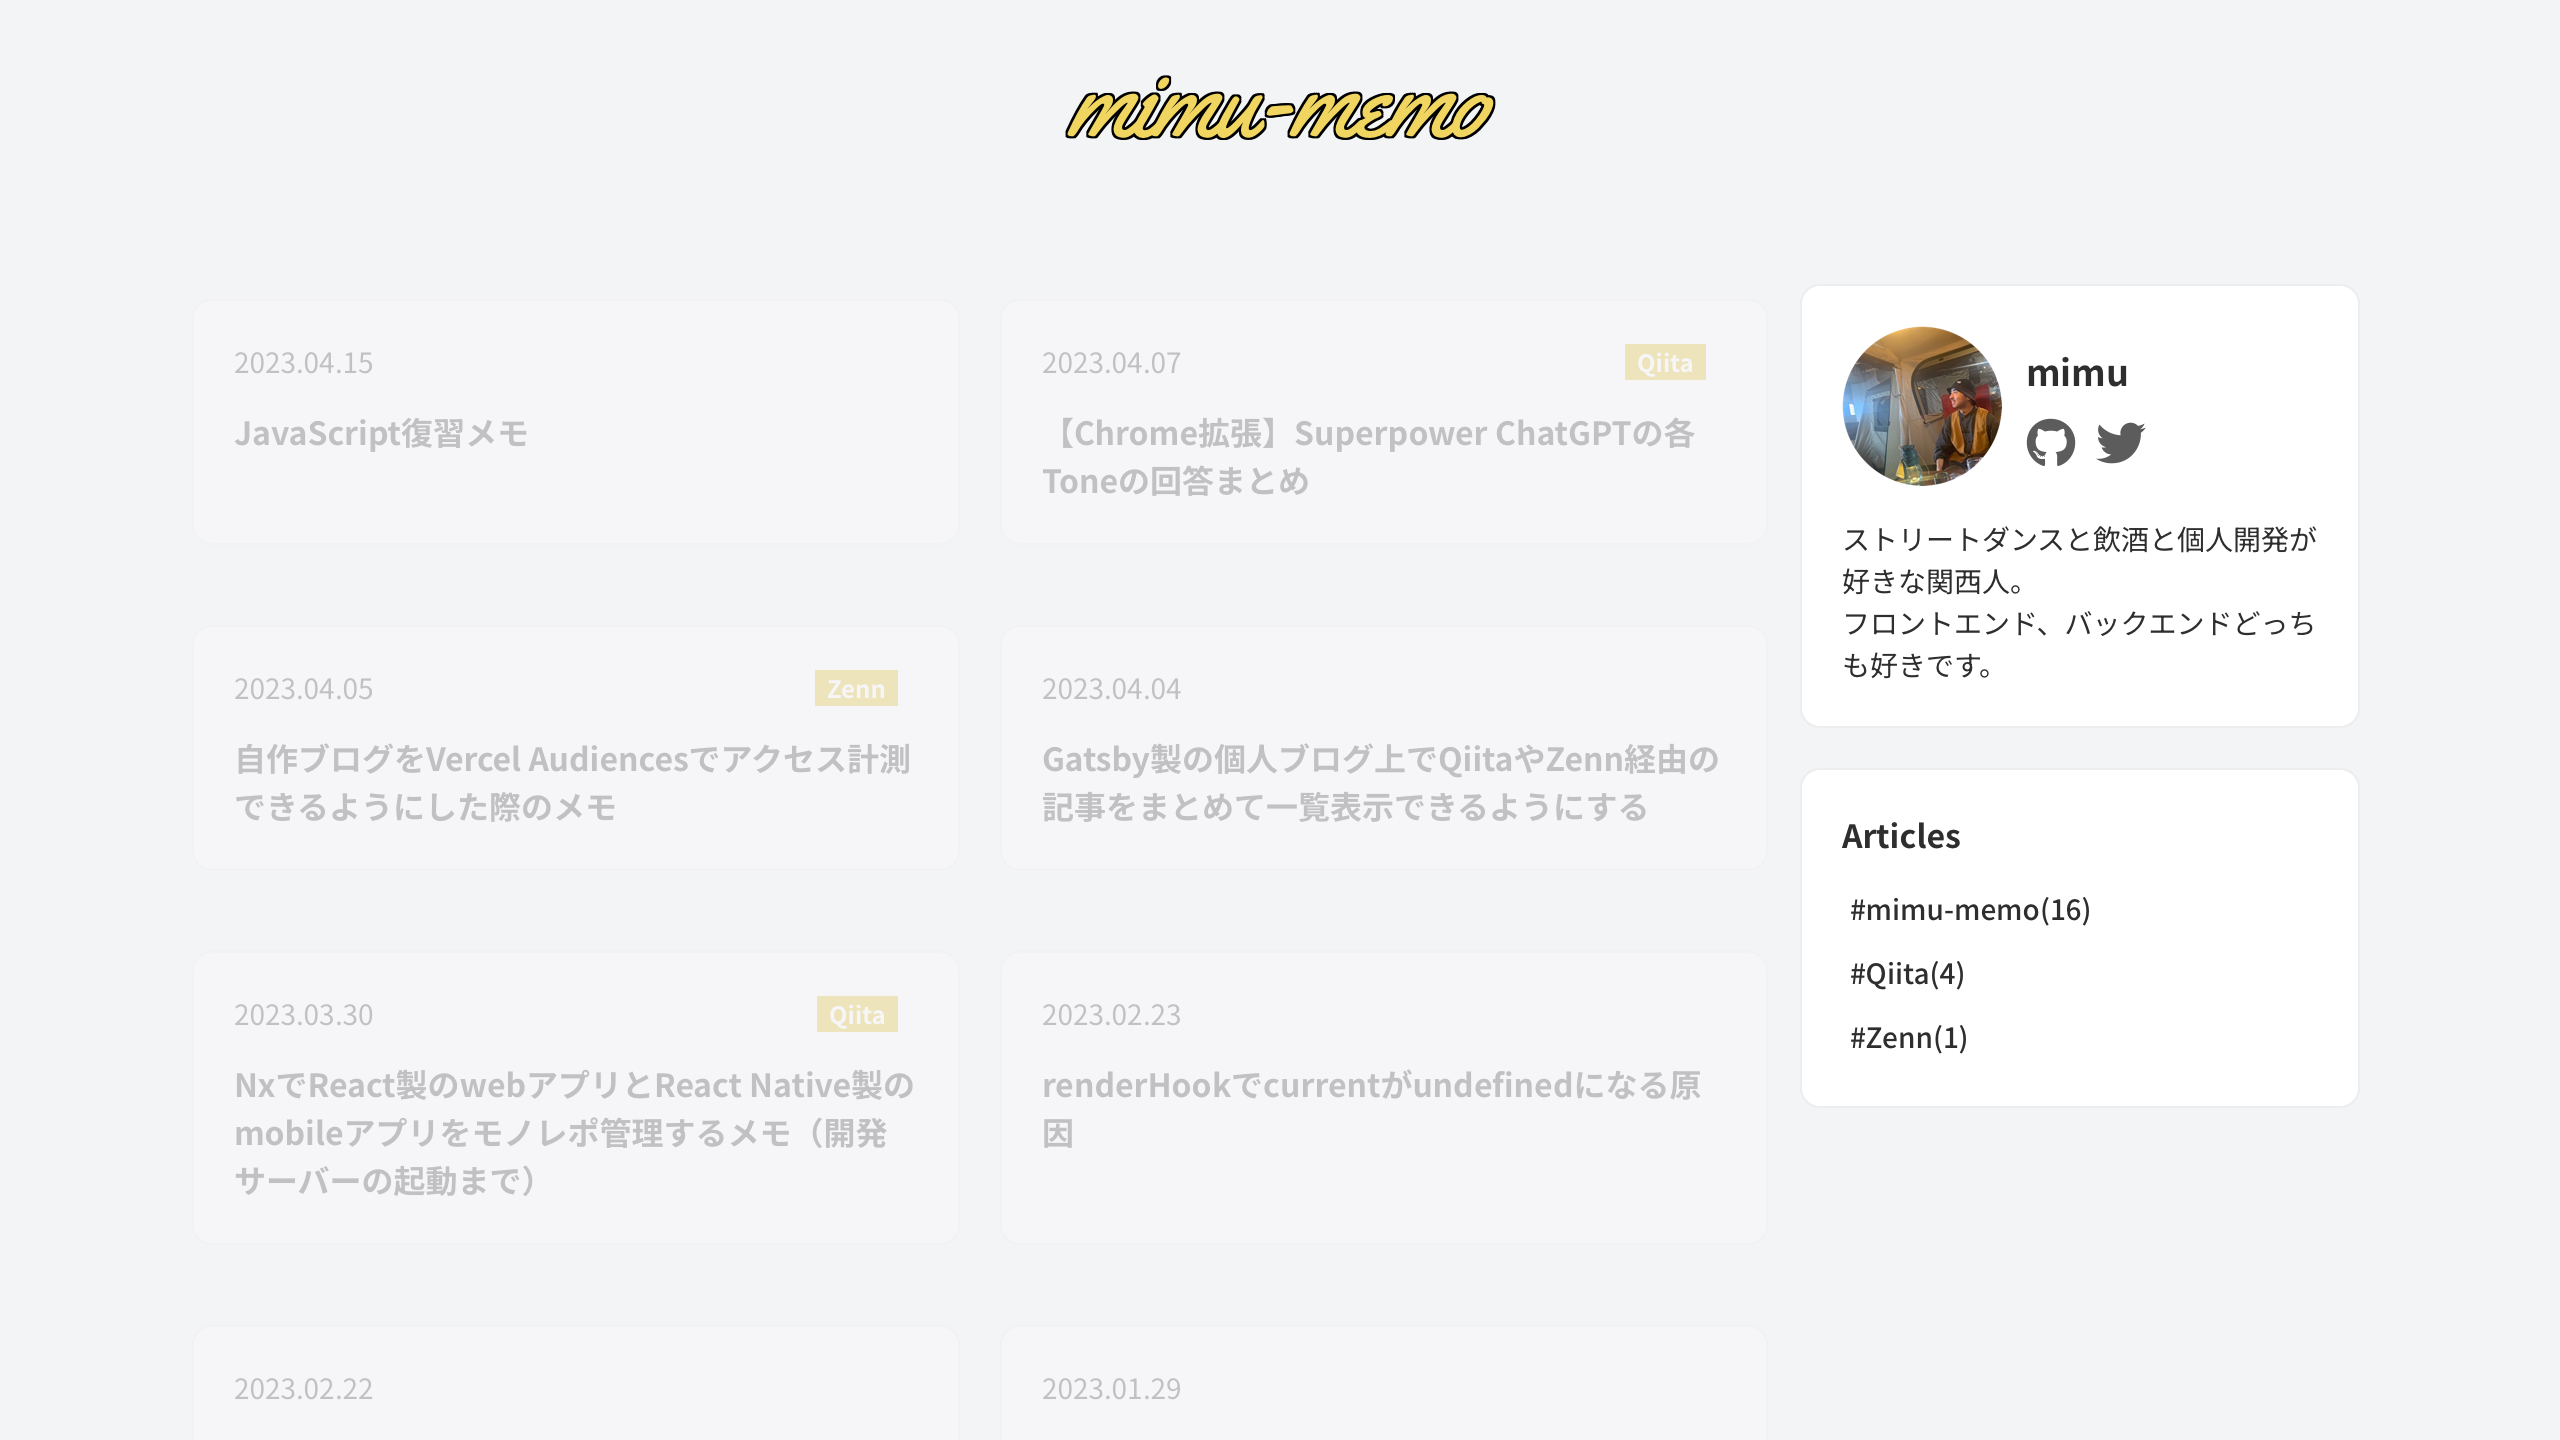 mimu-memo
2023.04.15
JavaScript復習メモ
2023.04.07
Qiita
【Chrome拡張】Superpower ChatGPTの各
Toneの回答まとめ
2023.04.05
Zenn
自作ブログをVercel Audiencesでアクセス計測
できるようにした際のメモ
2023.04.04
Gatsby製の個人ブログ上でQiitaやZenn経由の
記事をまとめて一覧表示できるようにする
2023.03.30
Qiita
NxでReact製のwebアプリとReact Native製の
mobileアプリをモノレポ管理するメモ（開発
サーバーの起動まで）
2023.02.23
renderHookでcurrentがundefinedになる原
因
2023.02.22
2023.01.29
mimu
ストリートダンスと飲酒と個人開発が
好きな関西人。
フロントエンド、バックエンドどっち
も好きです。
Articles
#mimu-memo(16)
#Qiita(4)
#Zenn(1)